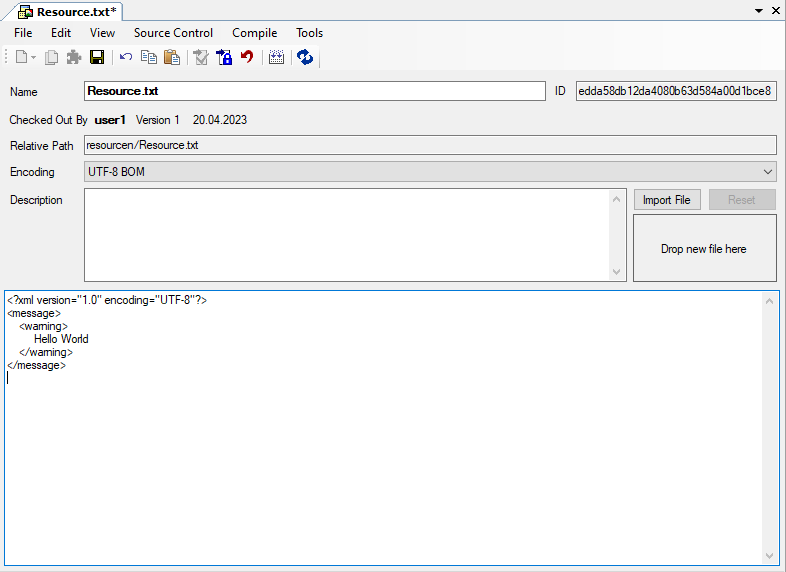 Resource.txt*
File Edit View Source Control Compile Tools
Name Resource.txt ID edda58db12da4080b63d584a00d1bce8
Checked Out By user1 Version 1 20.04.2023
Relative Path resourcen/Resource.txt
Encoding UTF-8 BOM
Description Import File Reset
Drop new file here
<?xml version="1.0" encoding="UTF-8"?>
<message>
<warning>
Hello World
</warning>
</message>